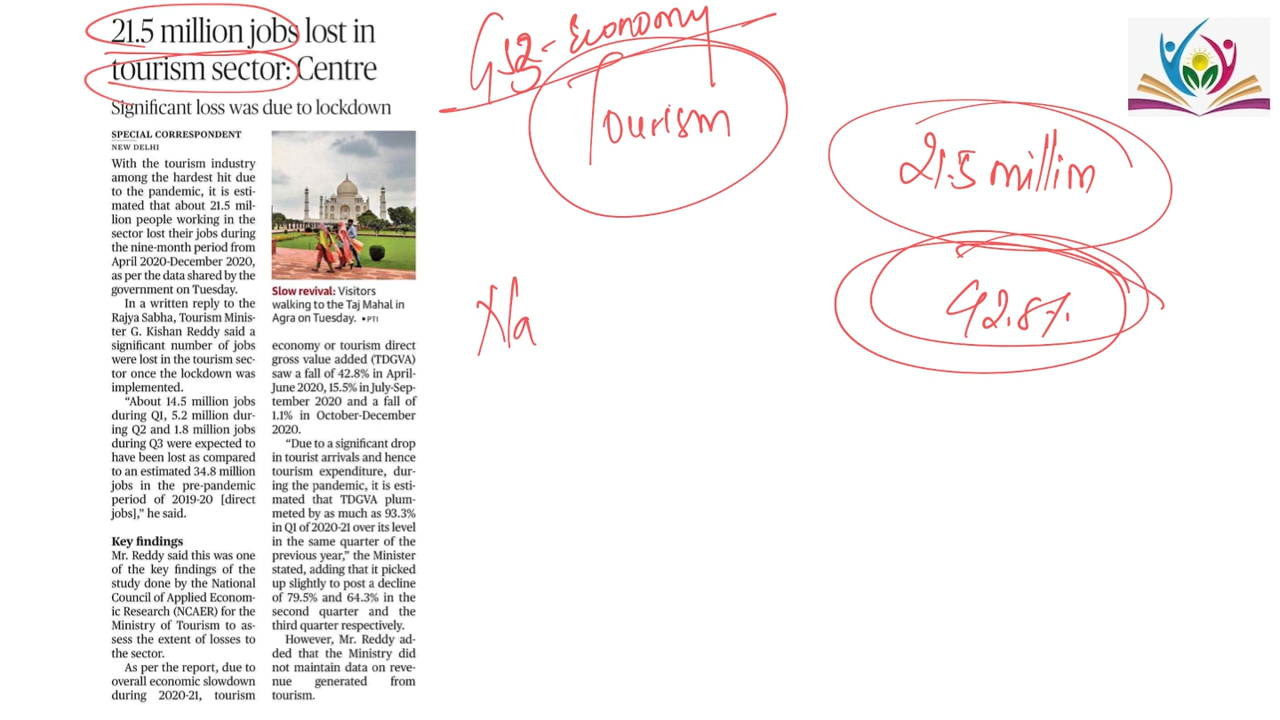 21.5 million jobs lost in
tourism sector: Centre
Significant loss was due to lockdown
SPECIAL CORRESPONDENT
NEW DELHI
With the tourism industry
among the hardest hit due
to the pandemic, it is esti-
mated that about 21.5 mil-
lion people working in the
sector lost their jobs during
the nine-month period from
April 2020-December 2020,
as per the data shared by the
government on Tuesday.
In a written reply to the
Rajya Sabha, Tourism Minis-
ter G. Kishan Reddy said a
significant number of jobs
were lost in the tourism sec-
tor once the lockdown was
implemented.
“About 14.5 million jobs
during Q1, 5.2 million dur-
ing Q2 and 1.8 million jobs
during Q3 were expected to
have been lost as compared
to an estimated 34.8 million
jobs in the pre-pandemic
period of 2019-20 [direct
jobs],” he said.
Key findings
Mr. Reddy said this was one
of the key findings of the
study done by the National
Council of Applied Econom-
ic Research (NCAER) for the
Ministry of Tourism to as-
sess the extent of losses to
the sector.
As per the report, due to
overall economic slowdown
during 2020-21, tourism
Slow revival: Visitors
walking to the Taj Mahal in
Agra on Tuesday. •PTI
economy or tourism direct
gross value added (TDGVA)
saw a fall of 42.8% in April-
June 2020, 15.5% in July-Sep-
tember 2020 and a fall of
1.1% in October-December
2020.
“Due to a significant drop
in tourist arrivals and hence
tourism expenditure, dur-
ing the pandemic, it is esti-
mated that TDGVA plum-
meted by as much as 93.3%
in Q1 of 2020-21 over its level
in the same quarter of the
previous year,” the Minister
stated, adding that it picked
up slightly to post a decline
of 79.5% and 64.3% in the
second quarter and the
third quarter respectively.
However, Mr. Reddy ad-
ded that the Ministry did
not maintain data on reve-
nue generated from
tourism.
Economy
Tourism
21.5 million
42.8%